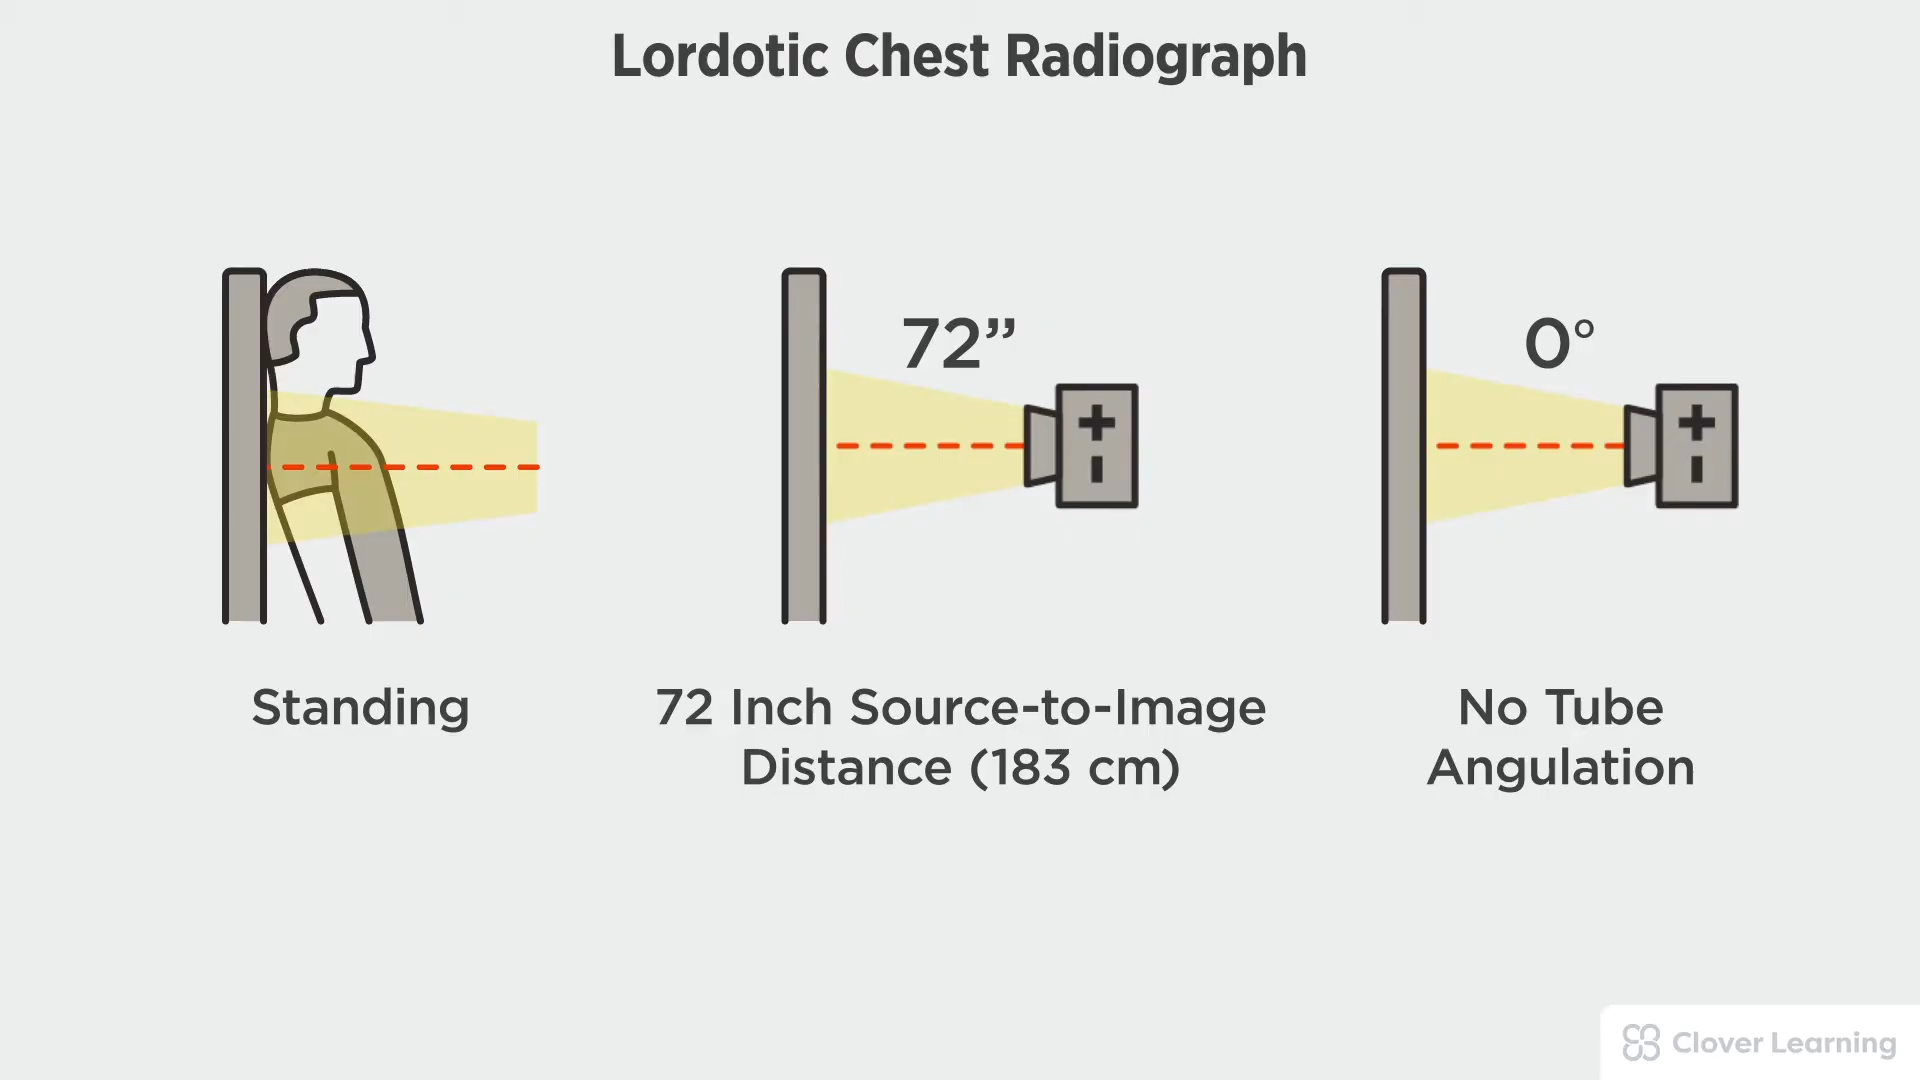 Lordotic Chest Radiograph
72”
0°
Standing
72 Inch Source-to-Image
Distance (183 cm)
No Tube
Angulation
Clover Learning